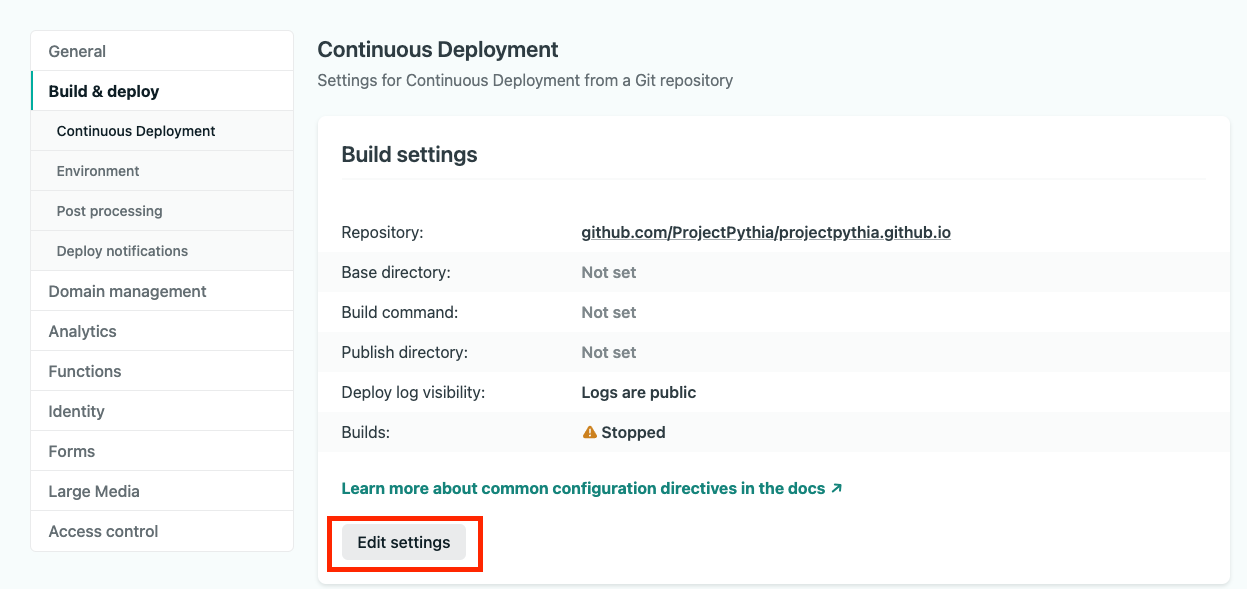 General
Build & deploy
Continuous Deployment
Environment
Post processing
Deploy notifications
Domain management
Analytics
Functions
Identity
Forms
Large Media
Access control
Continuous Deployment
Settings for Continuous Deployment from a Git repository
Build settings
Repository: github.com/ProjectPythia/projectpythia.github.io
Base directory: Not set
Build command: Not set
Publish directory: Not set
Deploy log visibility: Logs are public
Builds: Stopped
Learn more about common configuration directives in the docs
Edit settings